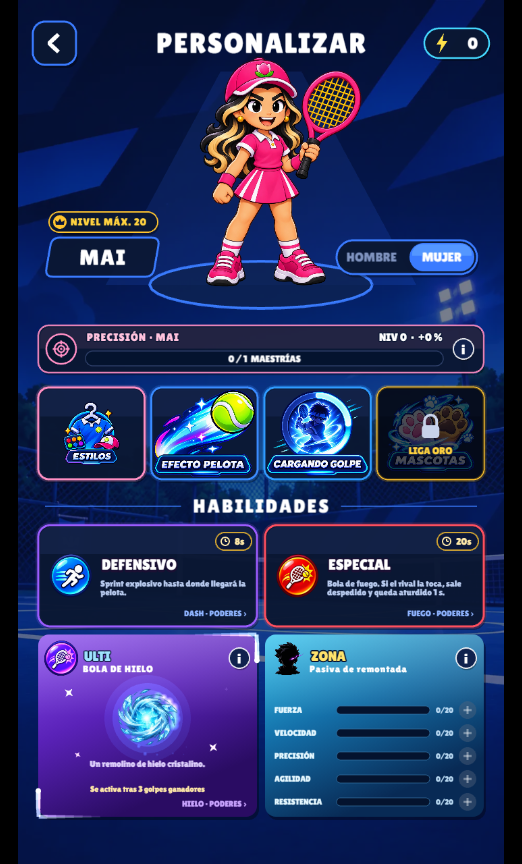 PERSONALIZAR
0
NIVEL MÁX. 20
MAI
HOMBRE
MUJER
PRECISIÓN · MAI
NIV 0 · +0 %
0 / 1 MAESTRÍAS
i
ESTILOS
EFECTO PELOTA
CARGANDO GOLPE
LIGA ORO
MASCOTAS
HABILIDADES
8s
DEFENSIVO
Sprint explosivo hasta donde llegará la
pelota.
DASH · PODERES ›
20s
ESPECIAL
Bola de fuego. Si el rival la toca, sale
despedido y queda aturdido 1 s.
FUEGO · PODERES ›
ULTI
BOLA DE HIELO
i
Un remolino de hielo cristalino.
Se activa tras 3 golpes ganadores
HIELO · PODERES ›
ZONA
Pasiva de remontada
i
FUERZA 0/20 +
VELOCIDAD 0/20 +
PRECISIÓN 0/20 +
AGILIDAD 0/20 +
RESISTENCIA 0/20 +